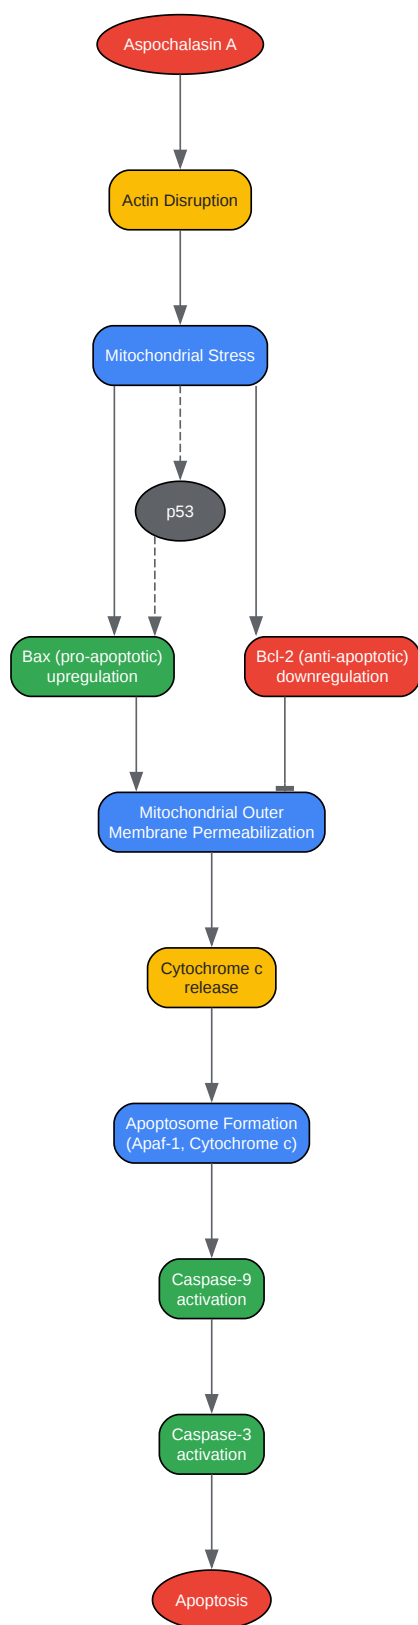 Aspochalasin A
Actin Disruption
Mitochondrial Stress
p53
Bax (pro-apoptotic)
upregulation
Bcl-2 (anti-apoptotic)
downregulation
Mitochondrial Outer
Membrane Permeabilization
Cytochrome c
release
Apoptosome Formation
(Apaf-1, Cytochrome c)
Caspase-9
activation
Caspase-3
activation
Apoptosis